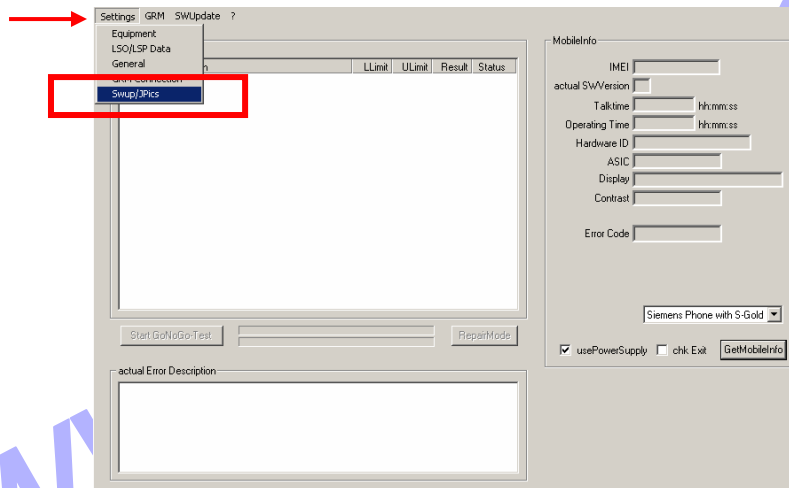 Settings GRM SWUpdate ?
Equipment
LSO/LSP Data
General
GRM Connection
Swup/JPics
LLimit ULimit Result Status
MobileInfo
IMEI
actual SWVersion
Talktime hh:mm:ss
Operating Time hh:mm:ss
Hardware ID
ASIC
Display
Contrast
Error Code
Siemens Phone with S-Gold
Start GoNoGo-Test
RepairMode
usePowerSupply
chk Exit
GetMobileInfo
actual Error Description